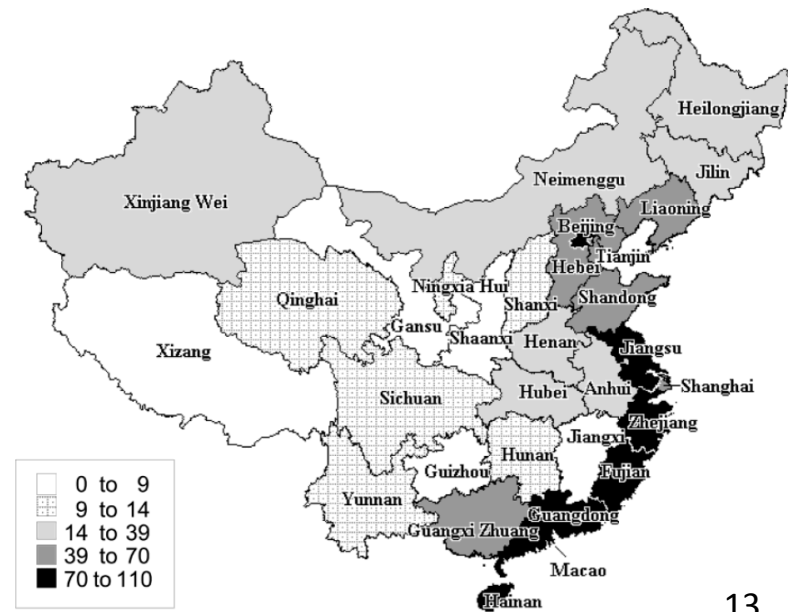 Heilongjiang
Jilin
Neimenggu
Xinjiang Wei
Liaoning
Beijing
Tianjin
Hebei
Ningxia Hui
Qinghai
Shanxi
Shandong
Gansu
Shaanxi
Henan
Jiangsu
Xizang
Shanghai
Anhui
Hubei
Sichuan
Zhejiang
Jiangxi
Hunan
Guizhou
Fujian
Yunnan
Guangdong
Guangxi Zhuang
Macao
Hainan
0 to 9
9 to 14
14 to 39
39 to 70
70 to 110
13